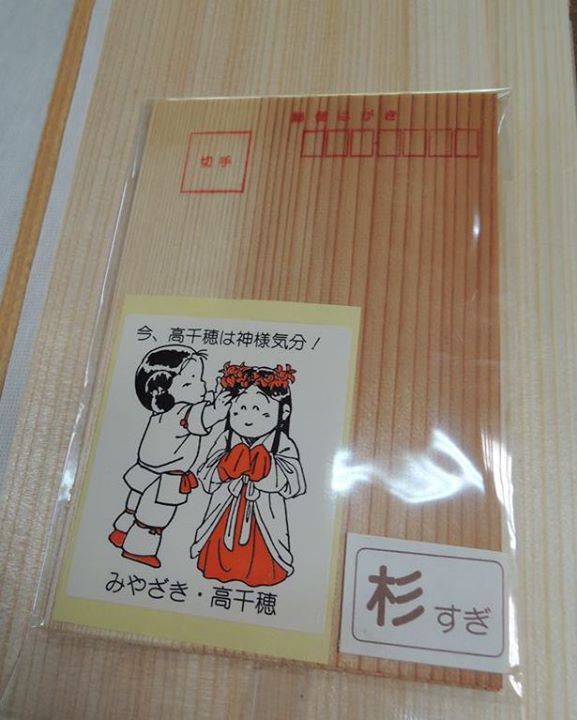 郵便はがき
切手
今、高千穂は神様気分！
みやざき・高千穂
杉 すぎ